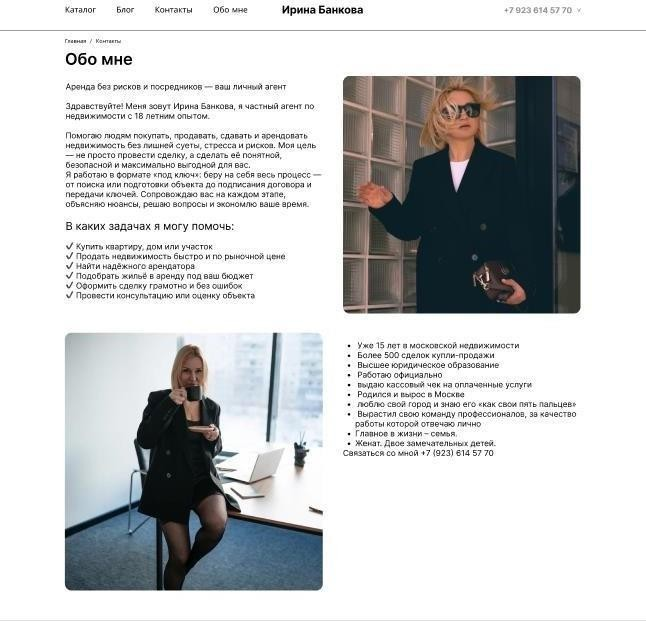 Каталог Блог Контакты Обо мне Ирина Банкова +7 923 614 57 70
Главная / Контакты
Обо мне
Аренда без рисков и посредников — ваш личный агент
Здравствуйте! Меня зовут Ирина Банкова, я частный агент по
недвижимости с 18 летним опытом.
Помогаю людям покупать, продавать, сдавать и арендовать
недвижимость без лишней суеты, стресса и рисков. Моя цель
— не просто провести сделку, а сделать её понятной,
безопасной и максимально выгодной для вас.
Я работаю в формате «под ключ»: беру на себя весь процесс —
от поиска или подготовки объекта до подписания договора и
передачи ключей. Сопровождаю вас на каждом этапе,
объясняю нюансы, решаю вопросы и экономлю ваше время.
В каких задачах я могу помочь:
✓ Купить квартиру, дом или участок
✓ Продать недвижимость быстро и по рыночной цене
✓ Найти надёжного арендатора
✓ Подобрать жильё в аренду под ваш бюджет
✓ Оформить сделку грамотно и без ошибок
✓ Провести консультацию или оценку объекта
• Уже 15 лет в московской недвижимости
• Более 500 сделок купли-продажи
• Высшее юридическое образование
• Работаю официально
• выдаю кассовый чек на оплаченные услуги
• Родился и вырос в Москве
• люблю свой город и знаю его «как свои пять пальцев»
• Вырастил свою команду профессионалов, за качество
работы которой отвечаю лично
• Главное в жизни – семья.
• Женат. Двое замечательных детей.
Связаться со мной +7 (923) 614 57 70